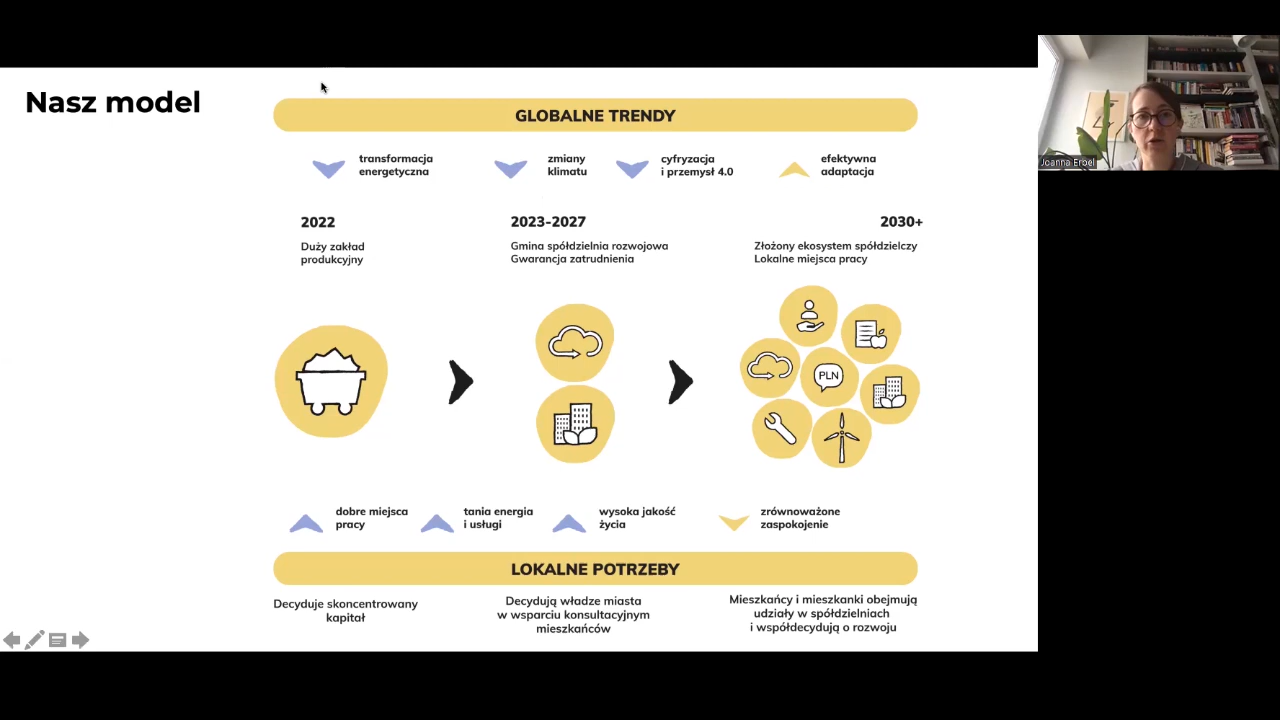 Nasz model
GLOBALNE TRENDY
transformacja
energetyczna
zmiany
klimatu
cyfryzacja
i przemysł 4.0
efektywna
adaptacja
2022
Duży zakład
produkcyjny
2023-2027
Gmina spółdzielnia rozwojowa
Gwarancja zatrudnienia
2030+
Złożony ekosystem spółdzielczy
Lokalne miejsca pracy
PLN
dobre miejsca
pracy
tania energia
i usługi
wysoka jakość
życia
zrównoważone
zaspokojenie
LOKALNE POTRZEBY
Decyduje skoncentrowany
kapitał
Decydują władze miasta
w wsparciu konsultacyjnym
mieszkańców
Mieszkańcy i mieszkanki obejmują
udziały w spółdzielniach
i współdecydują o rozwoju
Joanna Erbel